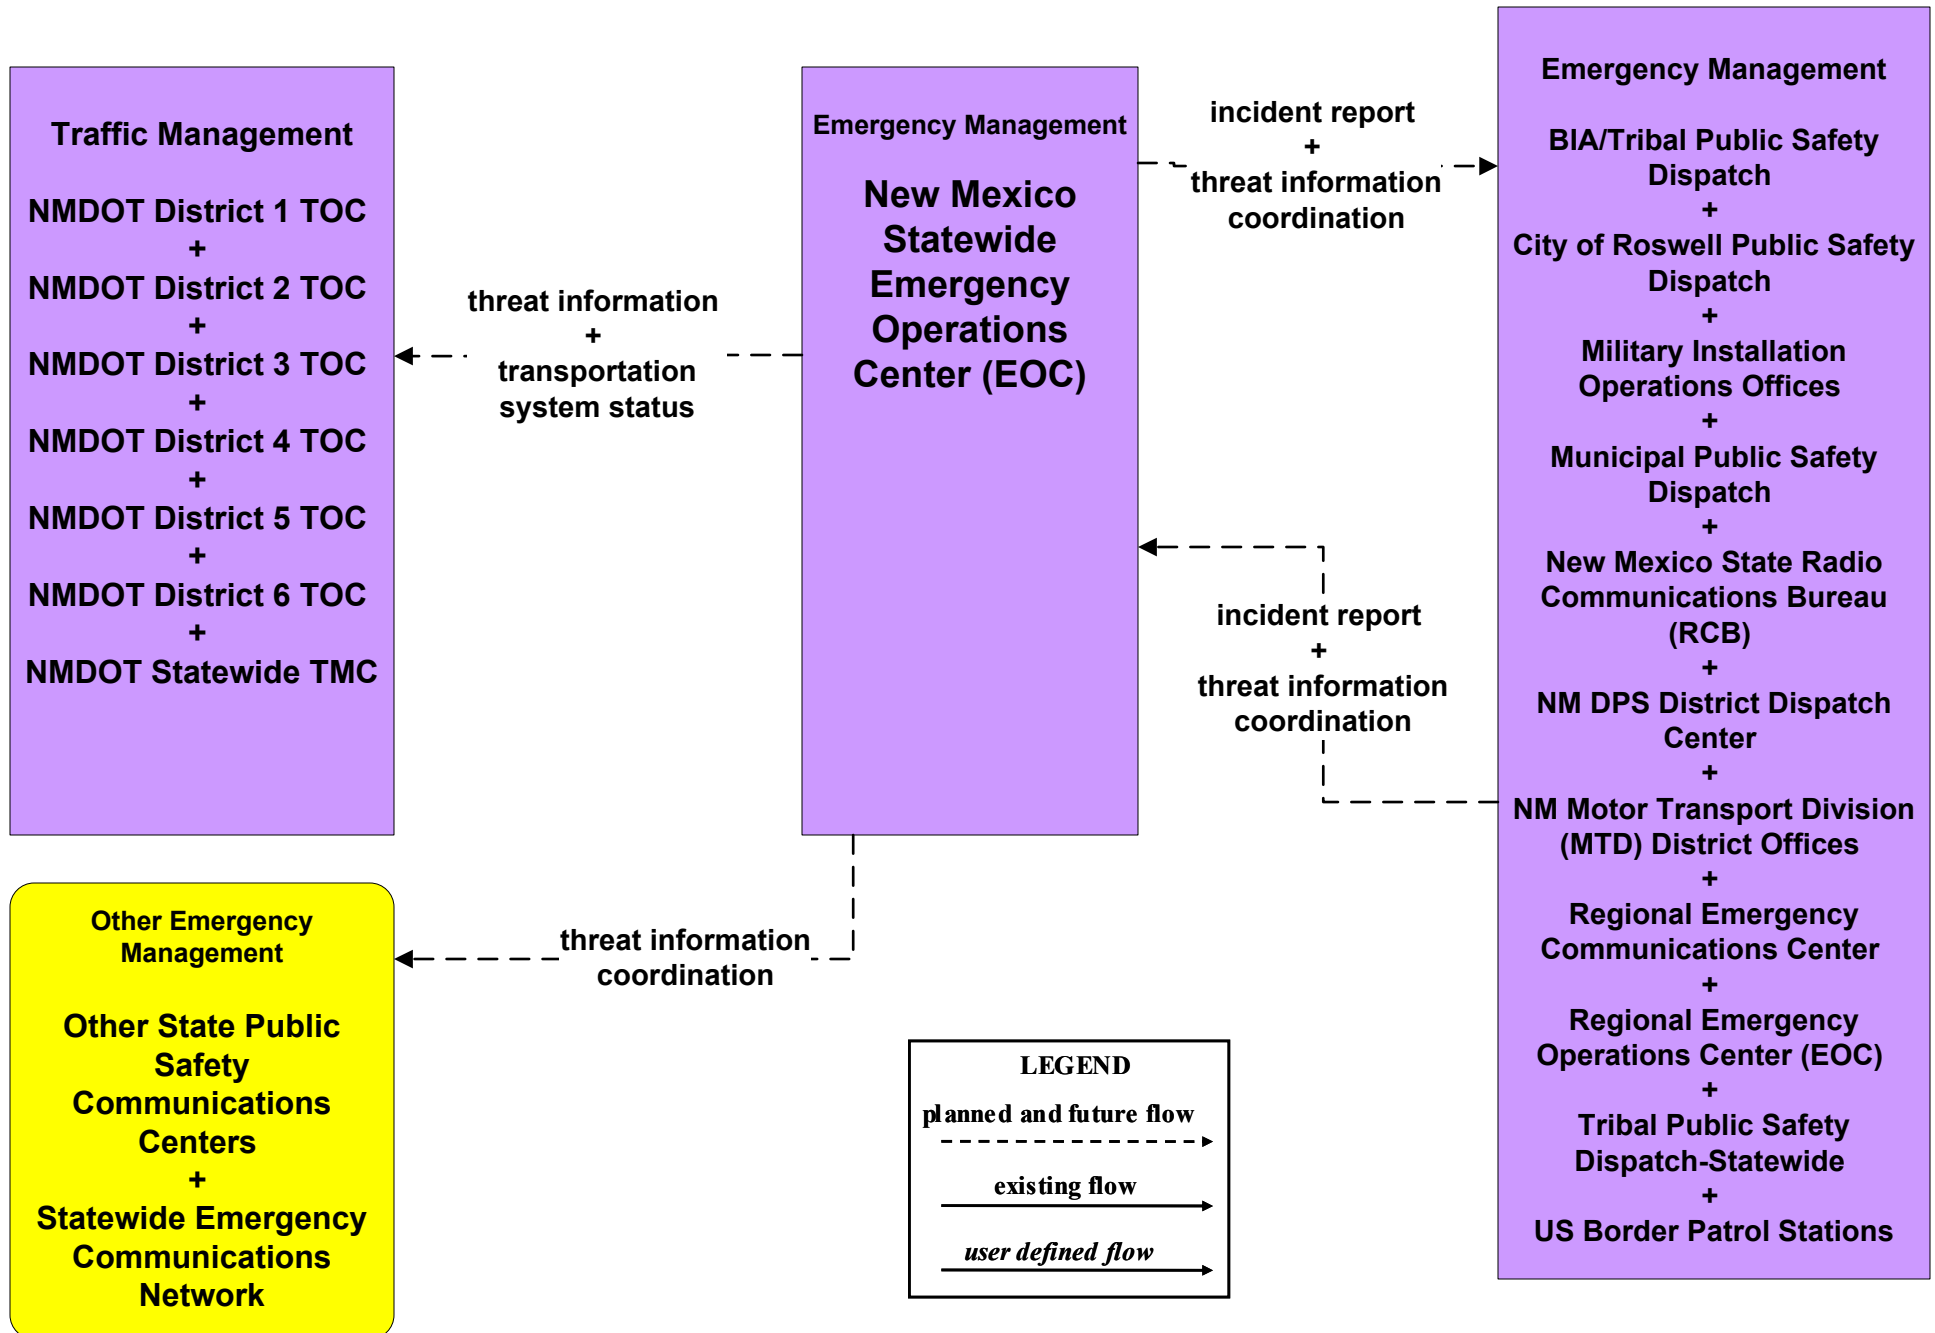 Traffic Management
NMDOT District 1 TOC
+
NMDOT District 2 TOC
+
NMDOT District 3 TOC
+
NMDOT District 4 TOC
+
NMDOT District 5 TOC
+
NMDOT District 6 TOC
+
NMDOT Statewide TMC
threat information
+
transportation
system status
Emergency Management
New Mexico
Statewide
Emergency
Operations
Center (EOC)
incident report
+
threat information
coordination
incident report
+
threat information
coordination
Emergency Management
BIA/Tribal Public Safety
Dispatch
+
City of Roswell Public Safety
Dispatch
+
Military Installation
Operations Offices
+
Municipal Public Safety
Dispatch
+
New Mexico State Radio
Communications Bureau
(RCB)
+
NM DPS District Dispatch
Center
+
NM Motor Transport Division
(MTD) District Offices
+
Regional Emergency
Communications Center
+
Regional Emergency
Operations Center (EOC)
+
Tribal Public Safety
Dispatch-Statewide
+
US Border Patrol Stations
Other Emergency
Management
Other State Public
Safety
Communications
Centers
+
Statewide Emergency
Communications
Network
threat information
coordination
LEGEND
planned and future flow
existing flow
user defined flow